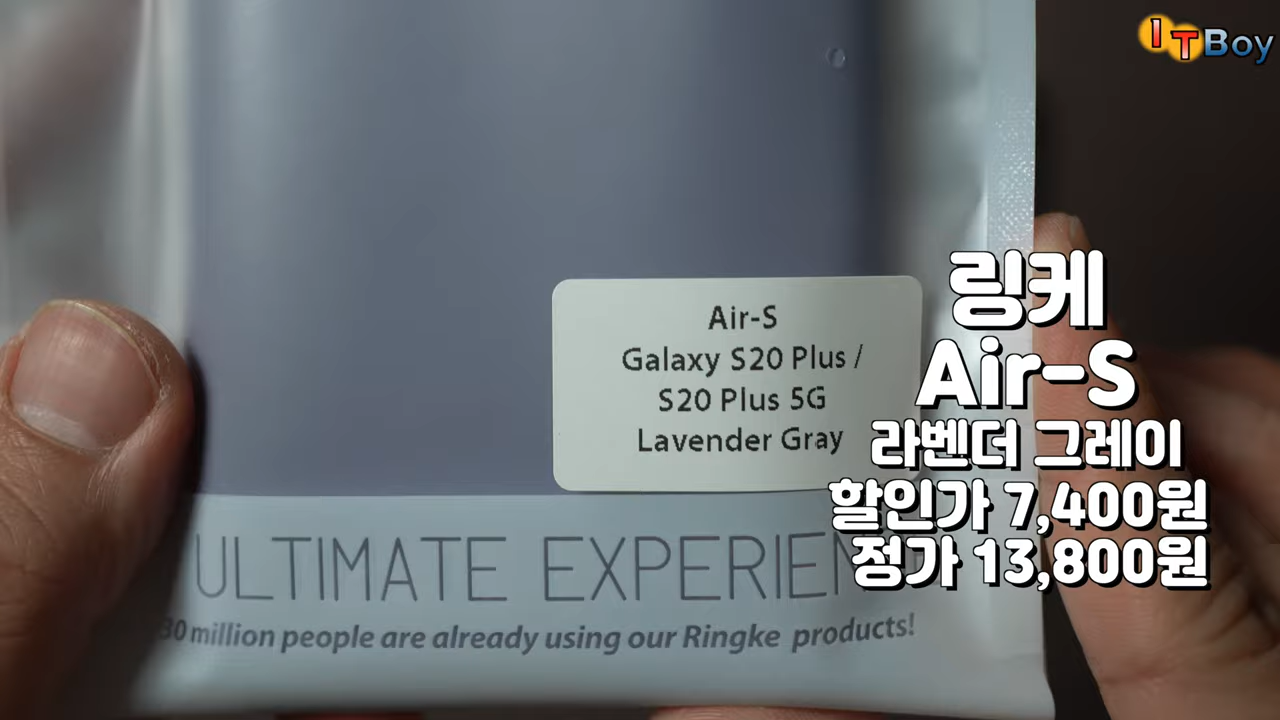 ITBoy
Air-S
Galaxy S20 Plus /
S20 Plus 5G
Lavender Gray
링케
Air-S
라벤더 그레이
할인가 7,400원
정가 13,800원
ULTIMATE
30 million people are already using our Ringke products!